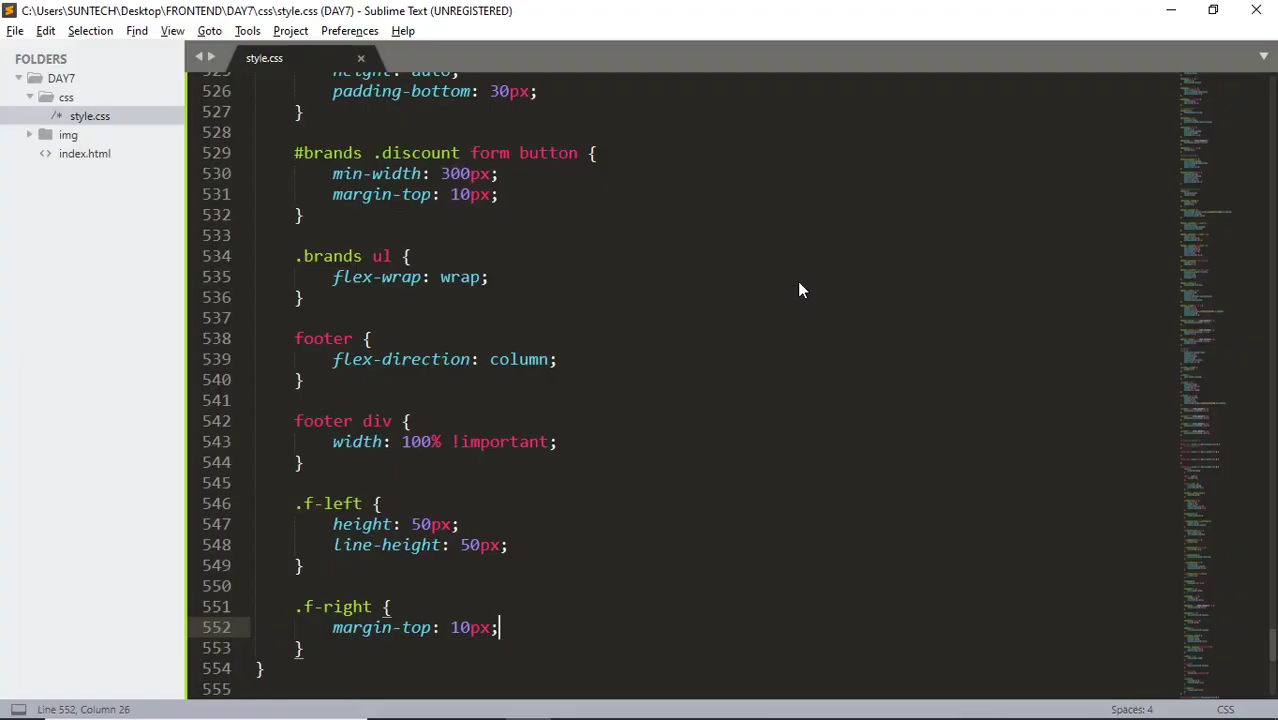 C:\Users\SUNTECH\Desktop\FRONTEND\DAY7\css\style.css (DAY7) - Sublime Text (UNREGISTERED)
File Edit Selection Find View Goto Tools Project Preferences Help
FOLDERS
DAY7
css
/* style.css
img
<> index.html
style.css
525 height: auto;
526 padding-bottom: 30px;
527 }
528
529 #brands .discount form button {
530 min-width: 300px;
531 margin-top: 10px;
532 }
533
534 .brands ul {
535 flex-wrap: wrap;
536 }
537
538 footer {
539 flex-direction: column;
540 }
541
542 footer div {
543 width: 100% !important;
544 }
545
546 .f-left {
547 height: 50px;
548 line-height: 50px;
549 }
550
551 .f-right {
552 margin-top: 10px;
553 }
554 }
555
Line 552, Column 26
Spaces: 4
CSS